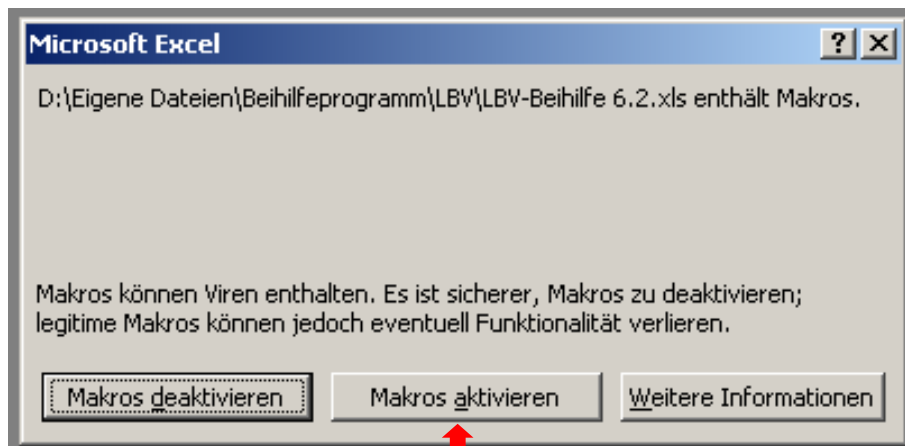 Microsoft Excel
D:\Eigene Dateien\Beihilfeprogramm\LBV\LBV-Beihilfe 6.2.xls enthält Makros.
Makros können Viren enthalten. Es ist sicherer, Makros zu deaktivieren;
legitime Makros können jedoch eventuell Funktionalität verlieren.
Makros deaktivieren Makros aktivieren Weitere Informationen